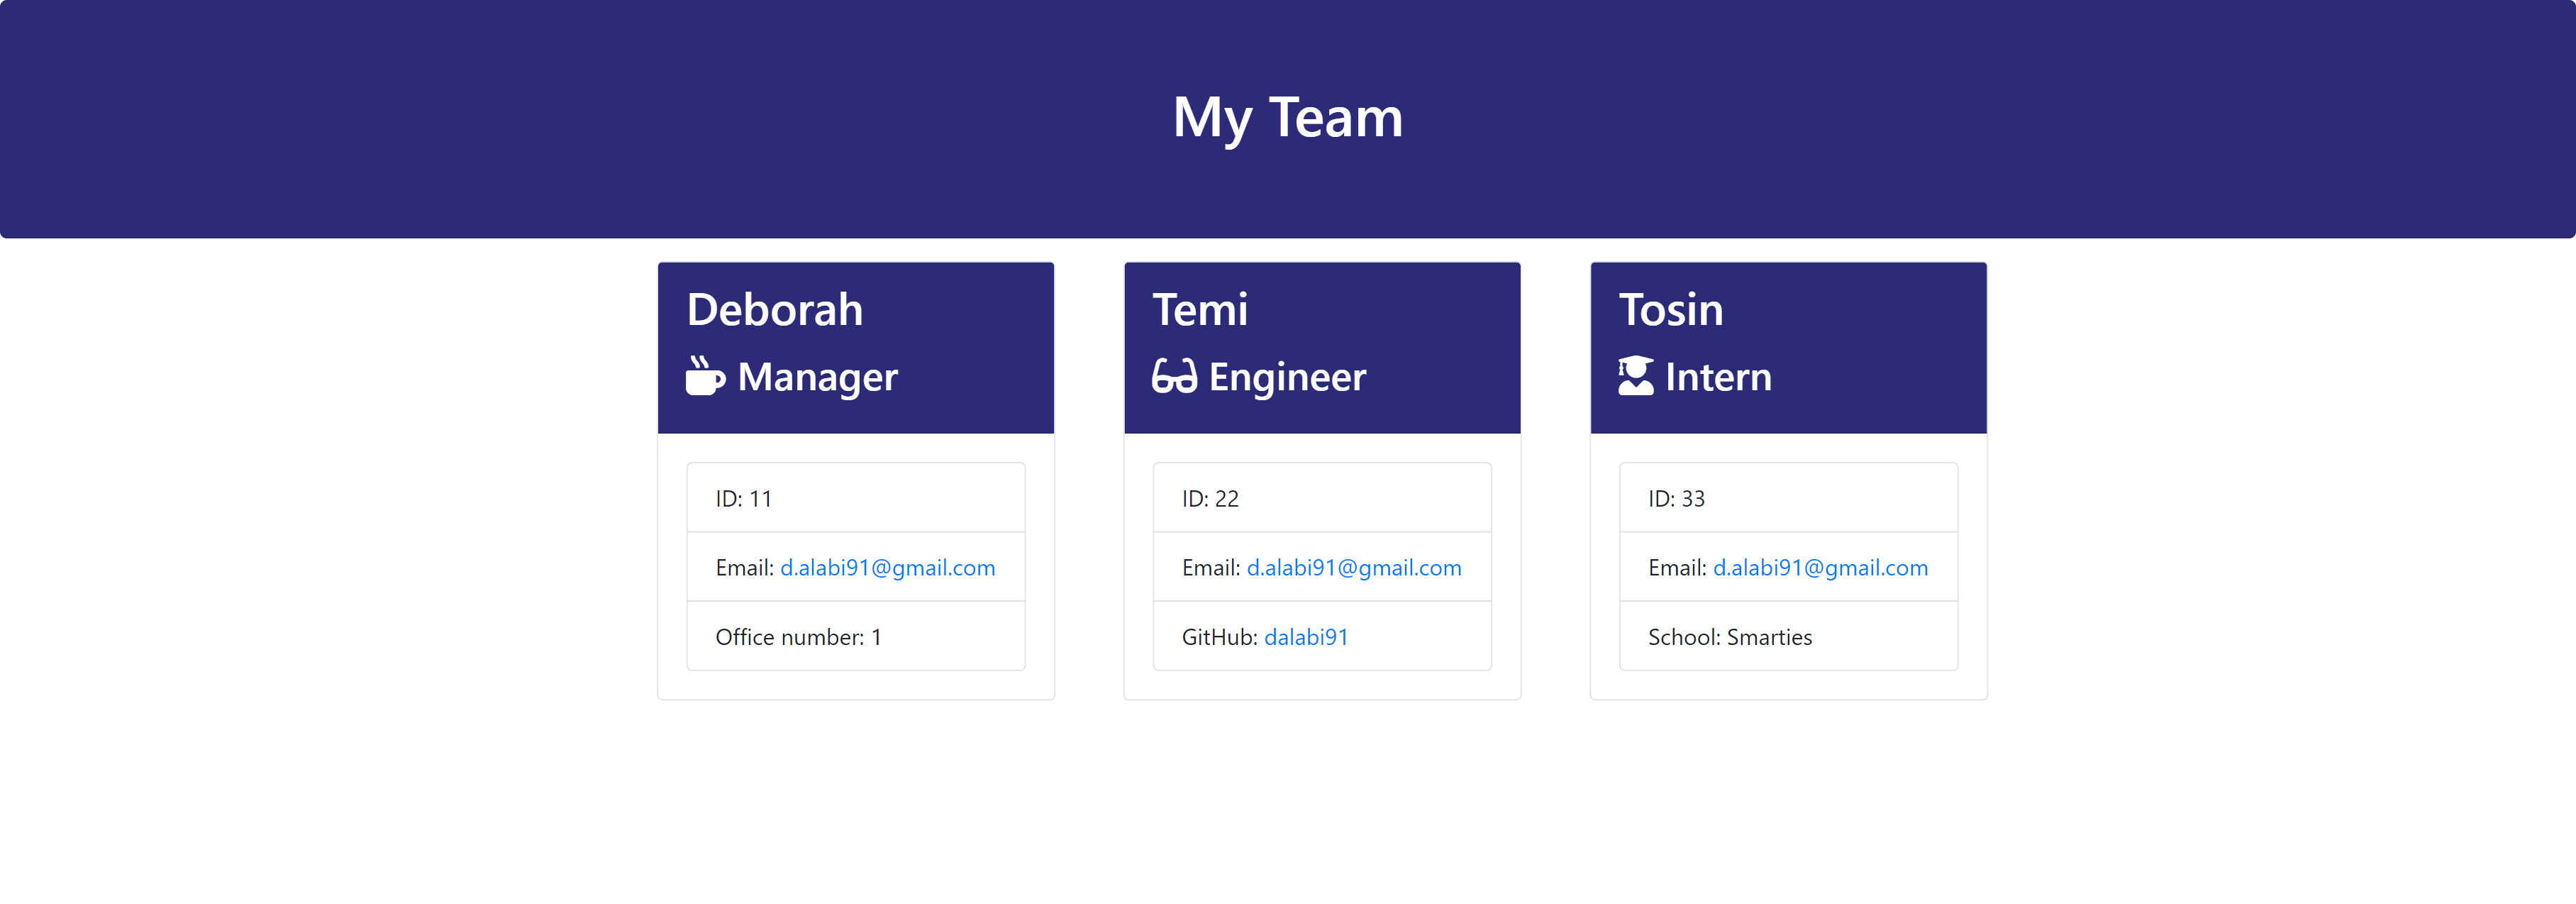 My Team
Deborah
Manager
ID: 11
Email: d.alabi91@gmail.com
Office number: 1
Temi
Engineer
ID: 22
Email: d.alabi91@gmail.com
GitHub: dalabi91
Tosin
Intern
ID: 33
Email: d.alabi91@gmail.com
School: Smarties